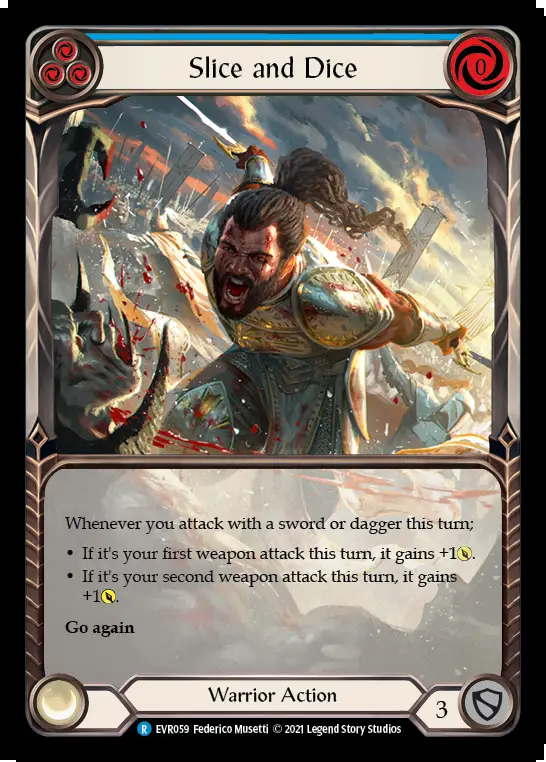 Slice and Dice
0
Whenever you attack with a sword or dagger this turn;
• If it's your first weapon attack this turn, it gains +1.
• If it's your second weapon attack this turn, it gains
+1.
Go again
Warrior Action
3
R EVR059 Federico Musetti © 2021 Legend Story Studios